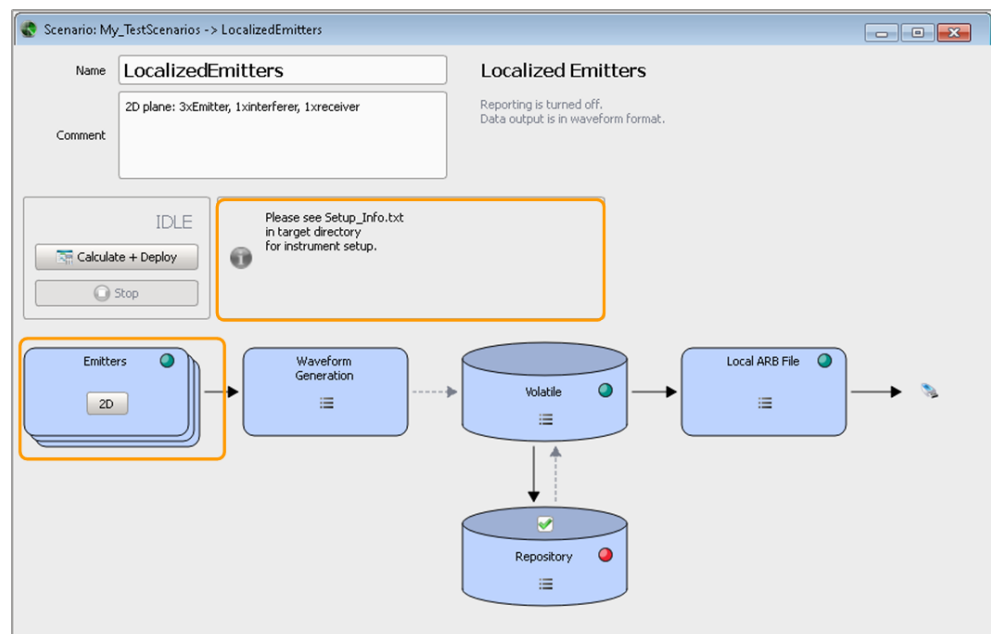 Scenario: My_TestScenarios -> LocalizedEmitters
Name
LocalizedEmitters
Localized Emitters
Comment
2D plane: 3xEmitter, 1xinterferer, 1xreceiver
Reporting is turned off.
Data output is in waveform format.
IDLE
Calculate + Deploy
Stop
Please see Setup_Info.txt
in target directory
for instrument setup.
Emitters
2D
Waveform
Generation
Volatile
Local ARB File
Repository